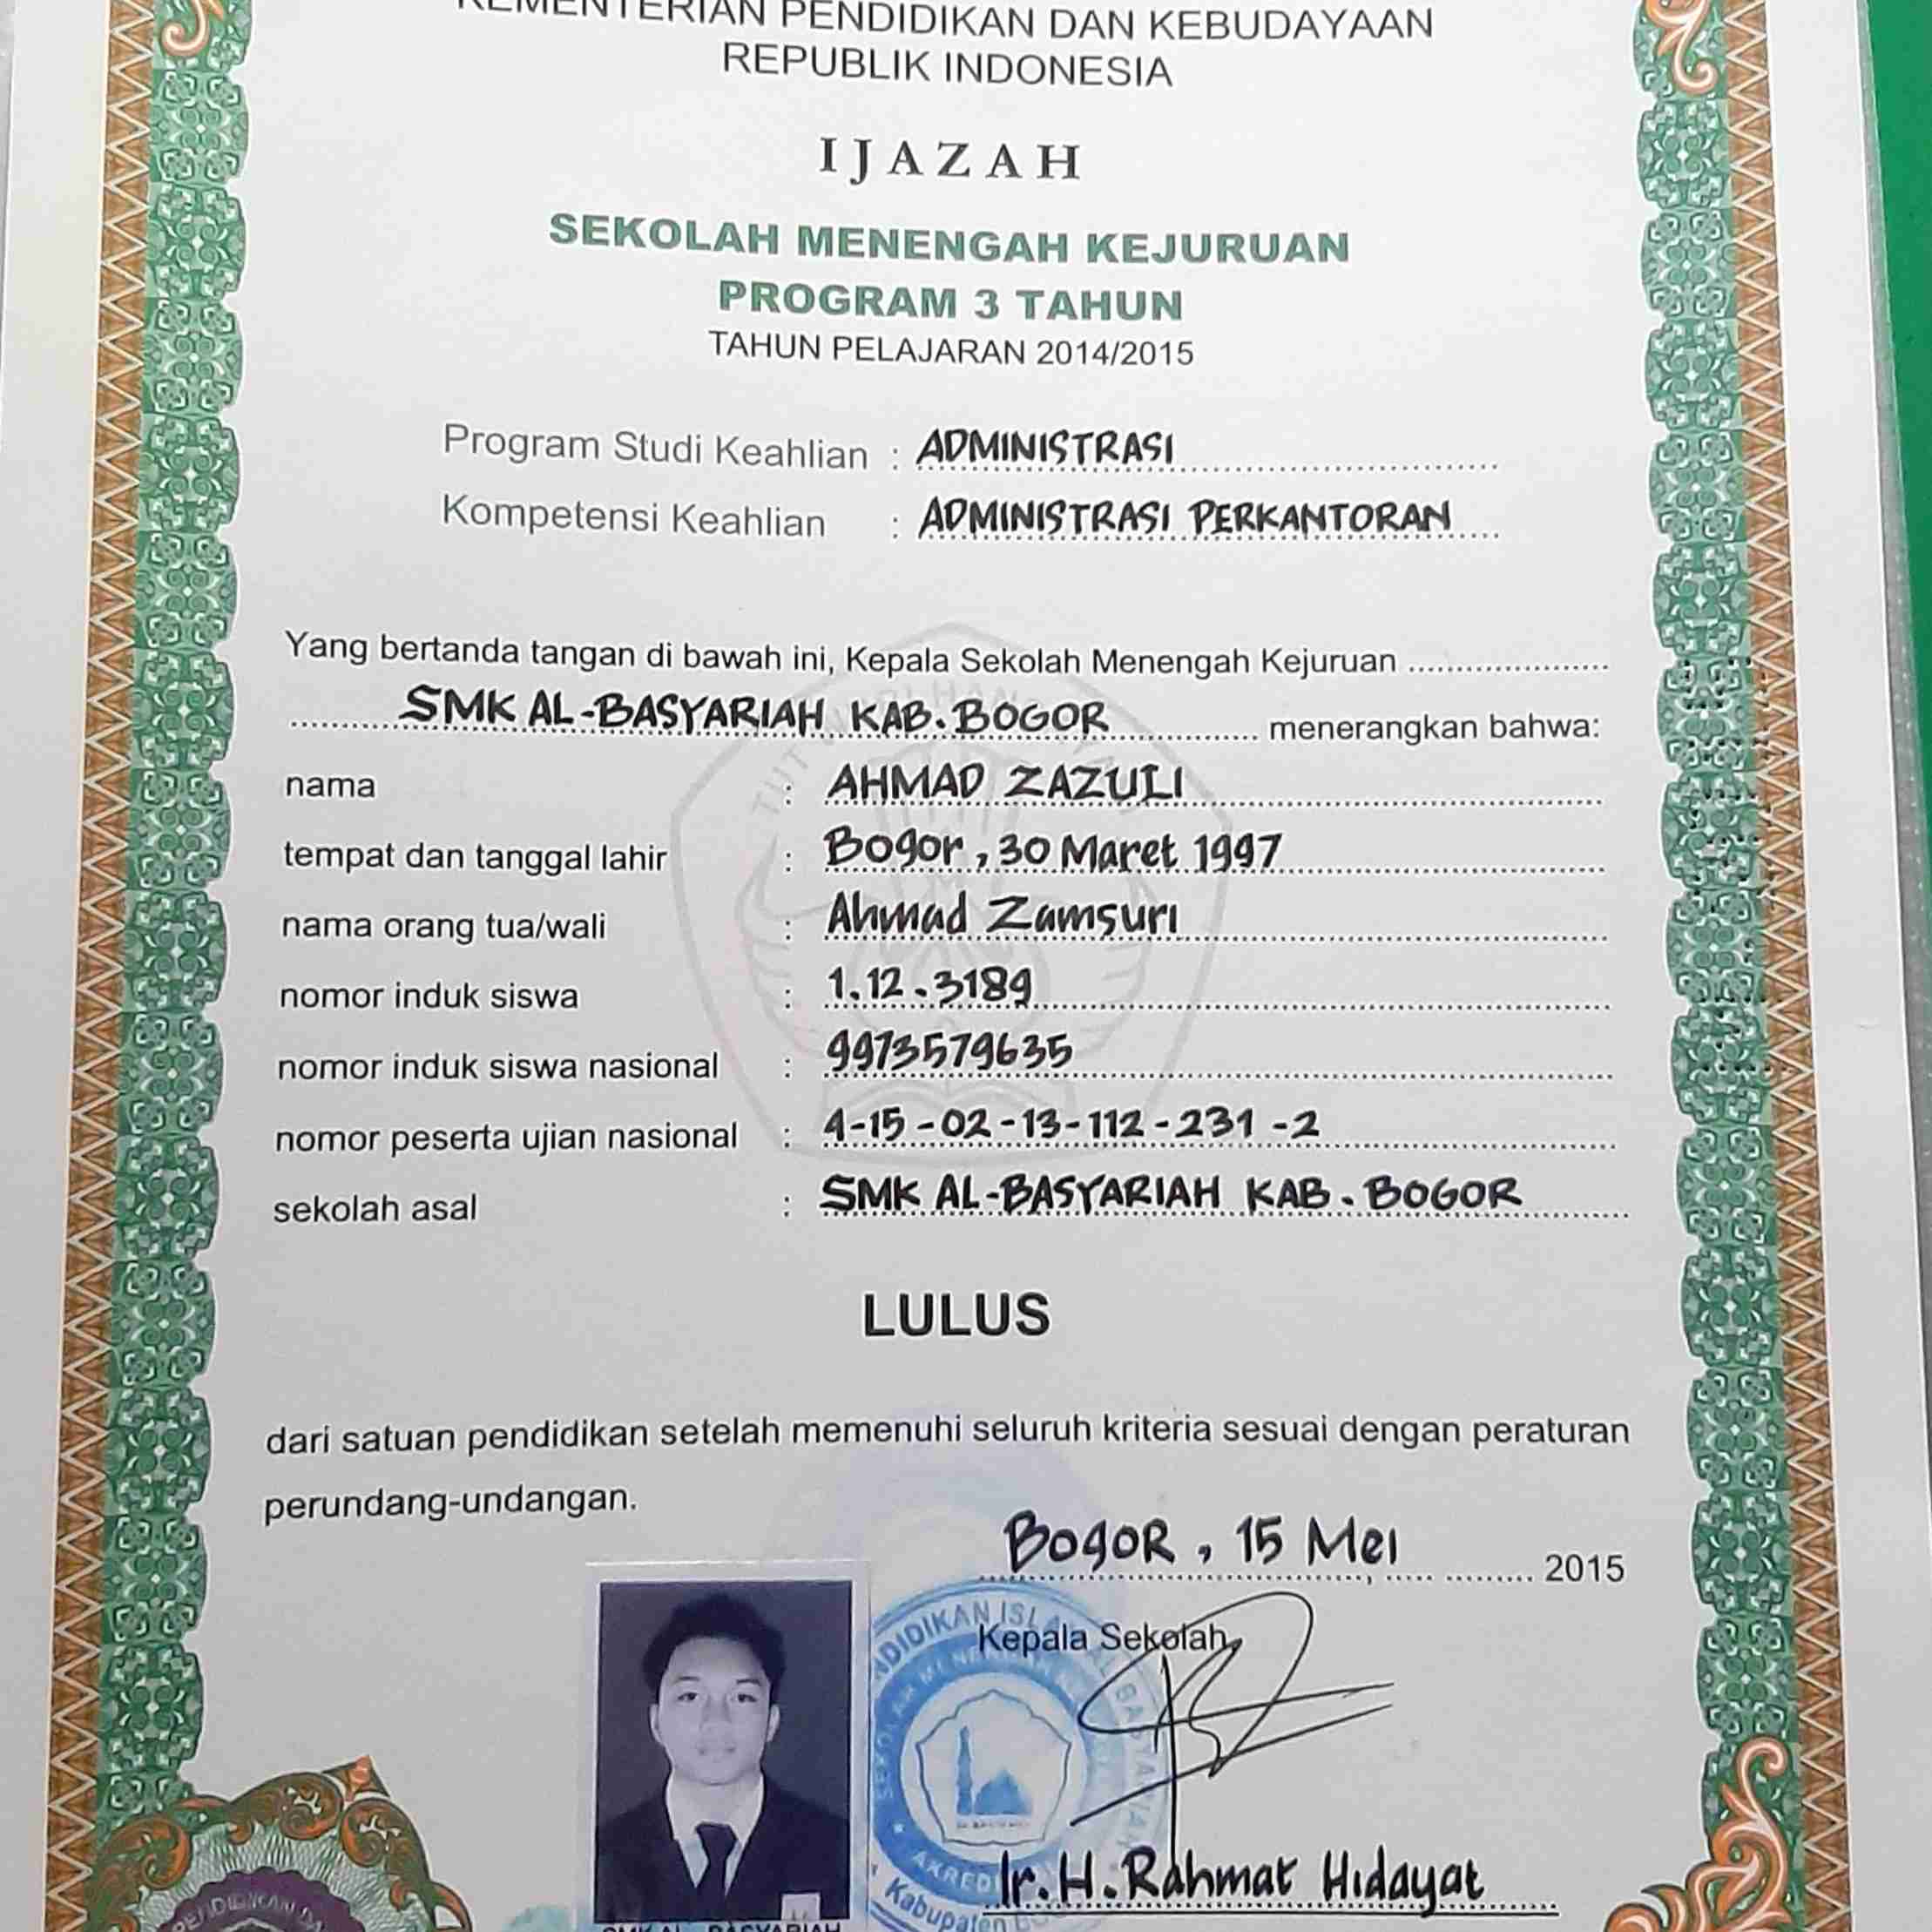 KEMENTERIAN PENDIDIKAN DAN KEBUDAYAAN
REPUBLIK INDONESIA
IJAZAH
SEKOLAH MENENGAH KEJURUAN
PROGRAM 3 TAHUN
TAHUN PELAJARAN 2014/2015
Program Studi Keahlian : ADMINISTRASI
Kompetensi Keahlian : ADMINISTRASI PERKANTORAN
Yang bertanda tangan di bawah ini, Kepala Sekolah Menengah Kejuruan
SMK AL-BASYARIAH KAB. BOGOR menerangkan bahwa:
nama : AHMAD ZAZULI
tempat dan tanggal lahir : Bogor, 30 Maret 1997
nama orang tua/wali : Ahmad Zamsuri
nomor induk siswa : 1.12.3189
nomor induk siswa nasional : 9973579635
nomor peserta ujian nasional : 4-15-02-13-112-231-2
sekolah asal : SMK AL-BASYARIAH KAB. BOGOR
LULUS
dari satuan pendidikan setelah memenuhi seluruh kriteria sesuai dengan peraturan
perundang-undangan.
BogoR, 15 Mei 2015
Kepala Sekolah,
Ir. H. Rahmat Hidayat
Kabupaten